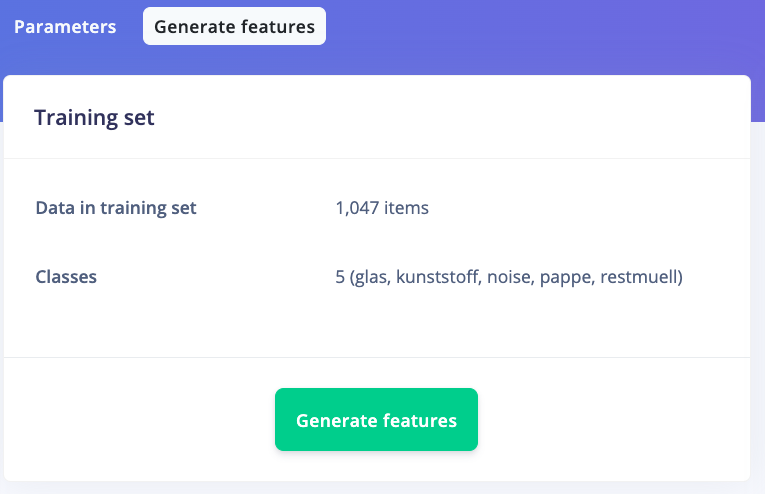 Parameters Generate features
Training set
Data in training set 1,047 items
Classes 5 (glas, kunststoff, noise, pappe, restmuell)
Generate features